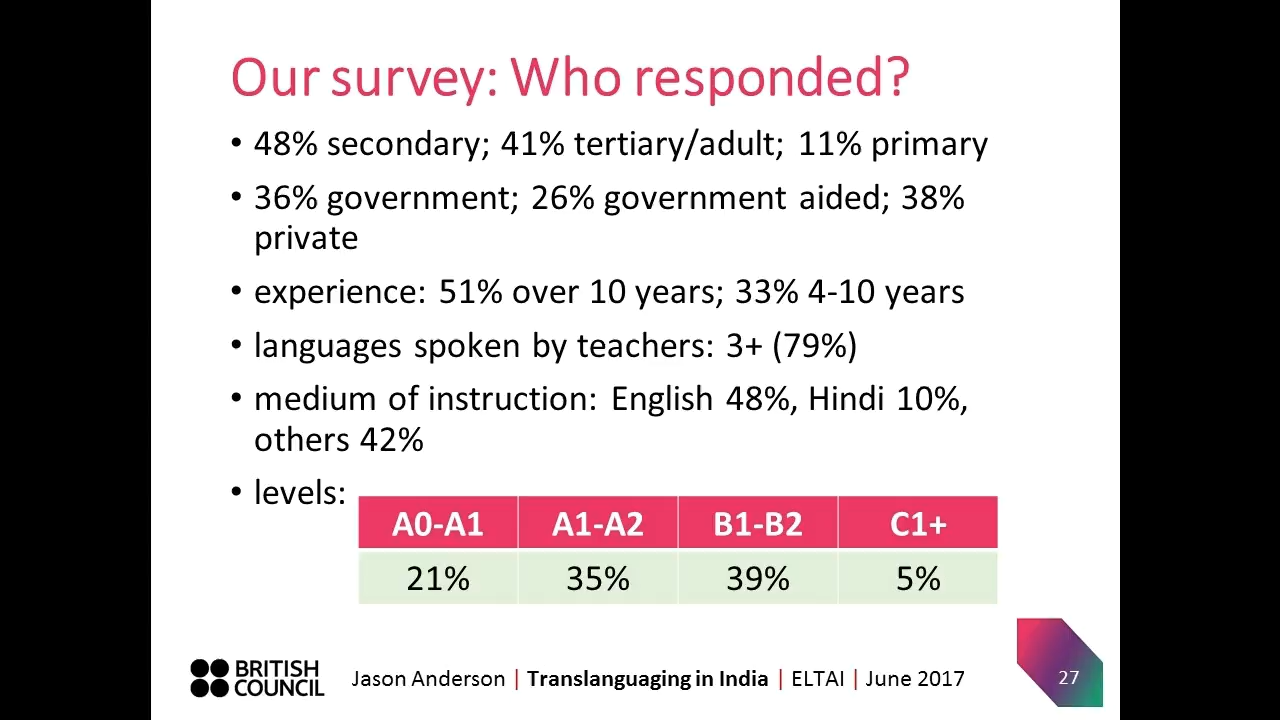 Our survey: Who responded?
• 48% secondary; 41% tertiary/adult; 11% primary
• 36% government; 26% government aided; 38%
private
• experience: 51% over 10 years; 33% 4-10 years
• languages spoken by teachers: 3+ (79%)
• medium of instruction: English 48%, Hindi 10%,
others 42%
• levels:
A0-A1 A1-A2 B1-B2 C1+
21% 35% 39% 5%
BRITISH
COUNCIL
Jason Anderson | Translanguaging in India | ELTAI | June 2017
27